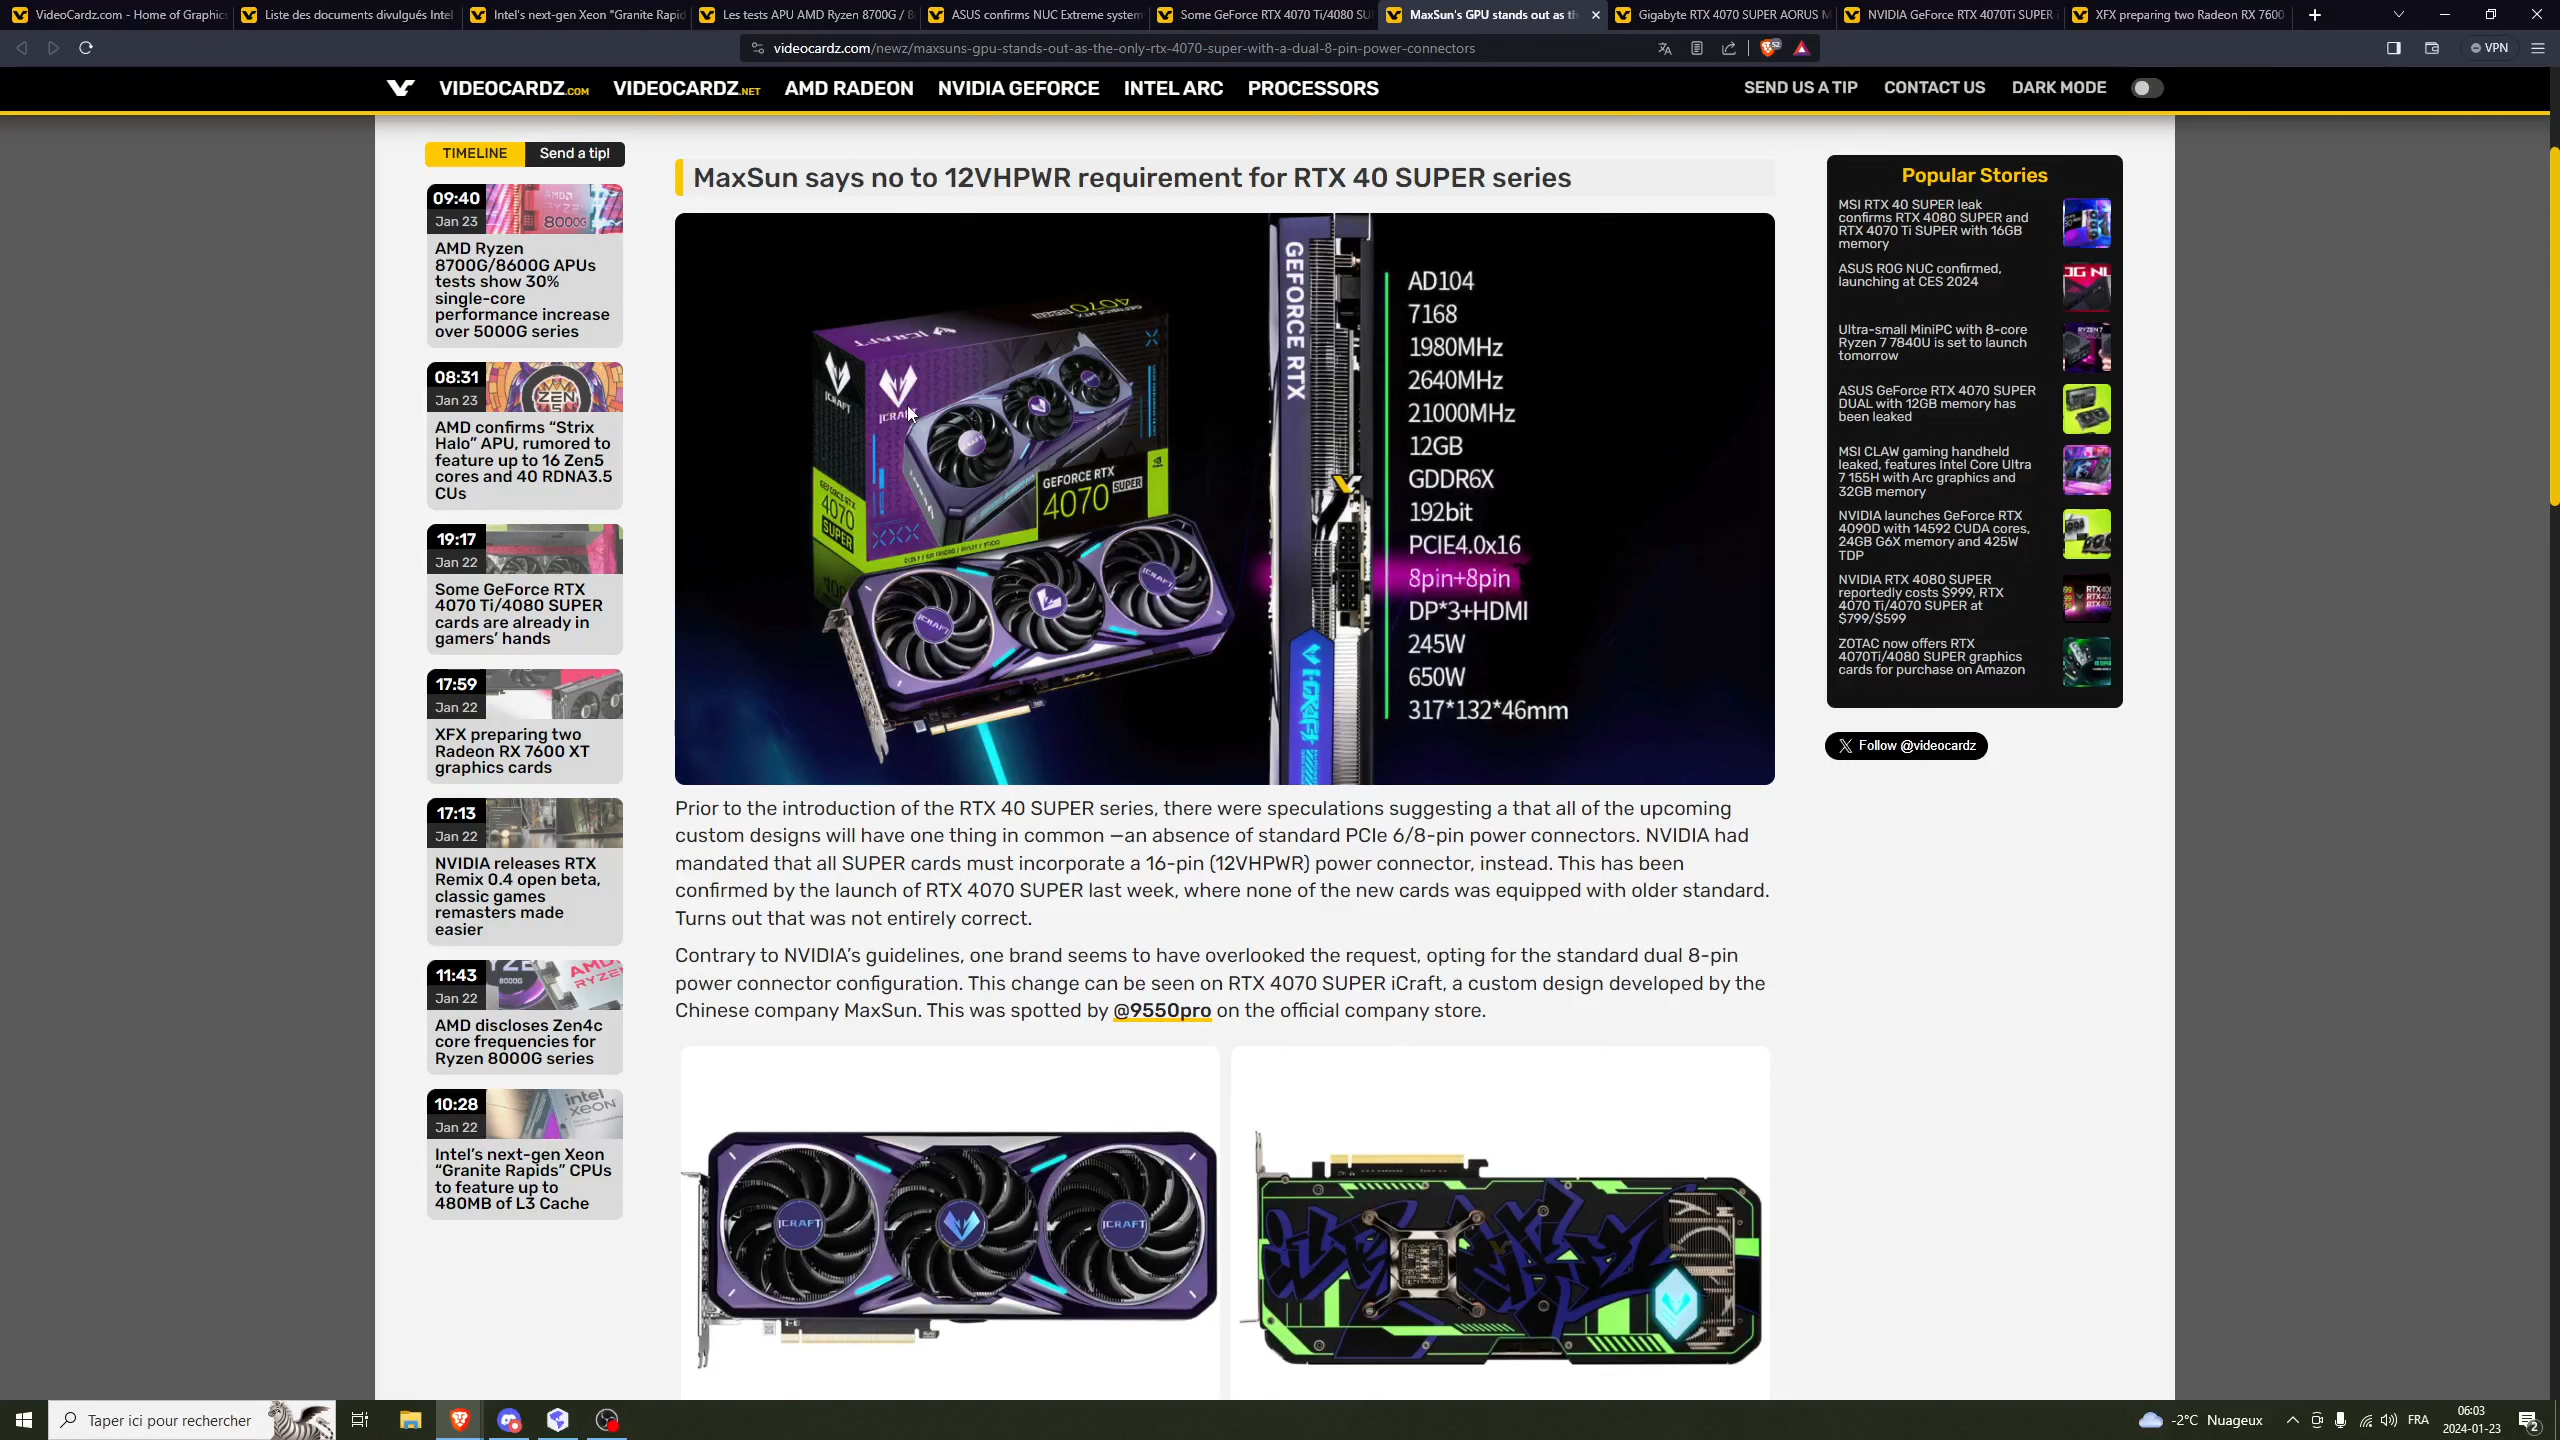 VideoCardz.com - Home of Graphics
Liste des documents divulgués Intel
Intel's next-gen Xeon "Granite Rapid
Les tests APU AMD Ryzen 8700G / 8
ASUS confirms NUC Extreme system
Some GeForce RTX 4070 Ti/4080 SU
MaxSun's GPU stands out as th
Gigabyte RTX 4070 SUPER AORUS M
NVIDIA GeForce RTX 4070Ti SUPER
XFX preparing two Radeon RX 7600
videocardz.com/newz/maxsuns-gpu-stands-out-as-the-only-rtx-4070-super-with-a-dual-8-pin-power-connectors
52
VPN
VIDEOCARDZ.COM
VIDEOCARDZ.NET
AMD RADEON
NVIDIA GEFORCE
INTEL ARC
PROCESSORS
SEND US A TIP
CONTACT US
DARK MODE
TIMELINE
Send a tip!
09:40
Jan 23
8000G
AMD Ryzen
8700G/8600G APUs
tests show 30%
single-core
performance increase
over 5000G series
08:31
Jan 23
ZEN
5
AMD confirms “Strix
Halo” APU, rumored to
feature up to 16 Zen5
cores and 40 RDNA3.5
CUs
19:17
Jan 22
Some GeForce RTX
4070 Ti/4080 SUPER
cards are already in
gamers’ hands
17:59
Jan 22
XFX preparing two
Radeon RX 7600 XT
graphics cards
17:13
Jan 22
NVIDIA releases RTX
Remix 0.4 open beta,
classic games
remasters made
easier
11:43
Jan 22
AMD discloses Zen4c
core frequencies for
Ryzen 8000G series
10:28
Jan 22
intel
XEON
Intel’s next-gen Xeon
“Granite Rapids” CPUs
to feature up to
480MB of L3 Cache
MaxSun says no to 12VHPWR requirement for RTX 40 SUPER series
ICRAFT
4070
ICRAFT
GEFORCE RTX
4070 SUPER
GEFORCE RTX
4070
SUPER
ICRAFT
ICRAFT
GEFORCE RTX
AD104
7168
1980MHz
2640MHz
21000MHz
12GB
GDDR6X
192bit
PCIE4.0x16
8pin+8pin
DP*3+HDMI
245W
650W
317*132*46mm
Prior to the introduction of the RTX 40 SUPER series, there were speculations suggesting a that all of the upcoming
custom designs will have one thing in common —an absence of standard PCIe 6/8-pin power connectors. NVIDIA had
mandated that all SUPER cards must incorporate a 16-pin (12VHPWR) power connector, instead. This has been
confirmed by the launch of RTX 4070 SUPER last week, where none of the new cards was equipped with older standard.
Turns out that was not entirely correct.
Contrary to NVIDIA’s guidelines, one brand seems to have overlooked the request, opting for the standard dual 8-pin
power connector configuration. This change can be seen on RTX 4070 SUPER iCraft, a custom design developed by the
Chinese company MaxSun. This was spotted by @9550pro on the official company store.
ICRAFT
ICRAFT
Popular Stories
MSI RTX 40 SUPER leak
confirms RTX 4080 SUPER and
RTX 4070 Ti SUPER with 16GB
memory
ASUS ROG NUC confirmed,
launching at CES 2024
Ultra-small MiniPC with 8-core
Ryzen 7 7840U is set to launch
tomorrow
ASUS GeForce RTX 4070 SUPER
DUAL with 12GB memory has
been leaked
MSI CLAW gaming handheld
leaked, features Intel Core Ultra
7 155H with Arc graphics and
32GB memory
NVIDIA launches GeForce RTX
4090D with 14592 CUDA cores,
24GB G6X memory and 425W
TDP
NVIDIA RTX 4080 SUPER
reportedly costs $999, RTX
4070 Ti/4070 SUPER at
$799/$599
ZOTAC now offers RTX
4070Ti/4080 SUPER graphics
cards for purchase on Amazon
Follow @videocardz
Taper ici pour rechercher
-2°C Nuageux
FRA
06:03
2024-01-23
2